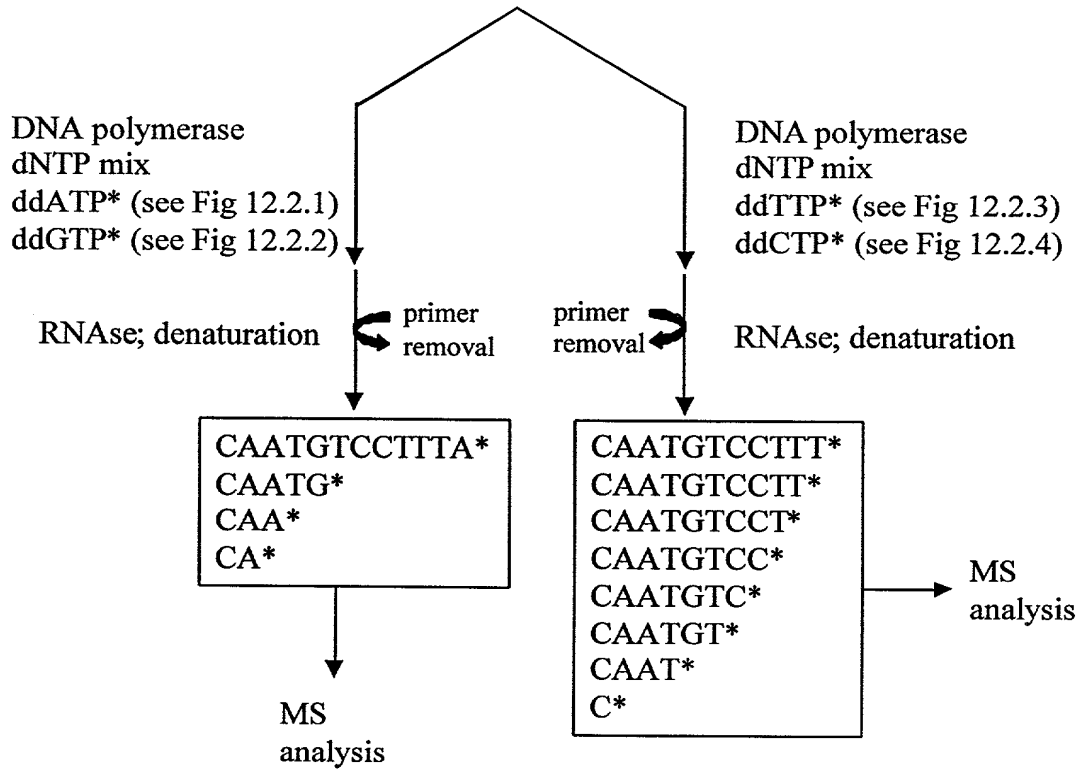 DNA polymerase
dNTP mix
ddATP* (see Fig 12.2.1)
ddGTP* (see Fig 12.2.2)
DNA polymerase
dNTP mix
ddTTP* (see Fig 12.2.3)
ddCTP* (see Fig 12.2.4)
RNAse; denaturation
primer
removal
primer
removal
RNAse; denaturation
CAATGTCCTTTA*
CAATG*
CAA*
CA*
MS
analysis
CAATGTCCTTT*
CAATGTCCTT*
CAATGTCCT*
CAATGTCC*
CAATGTC*
CAATGT*
CAAT*
C*
MS
analysis